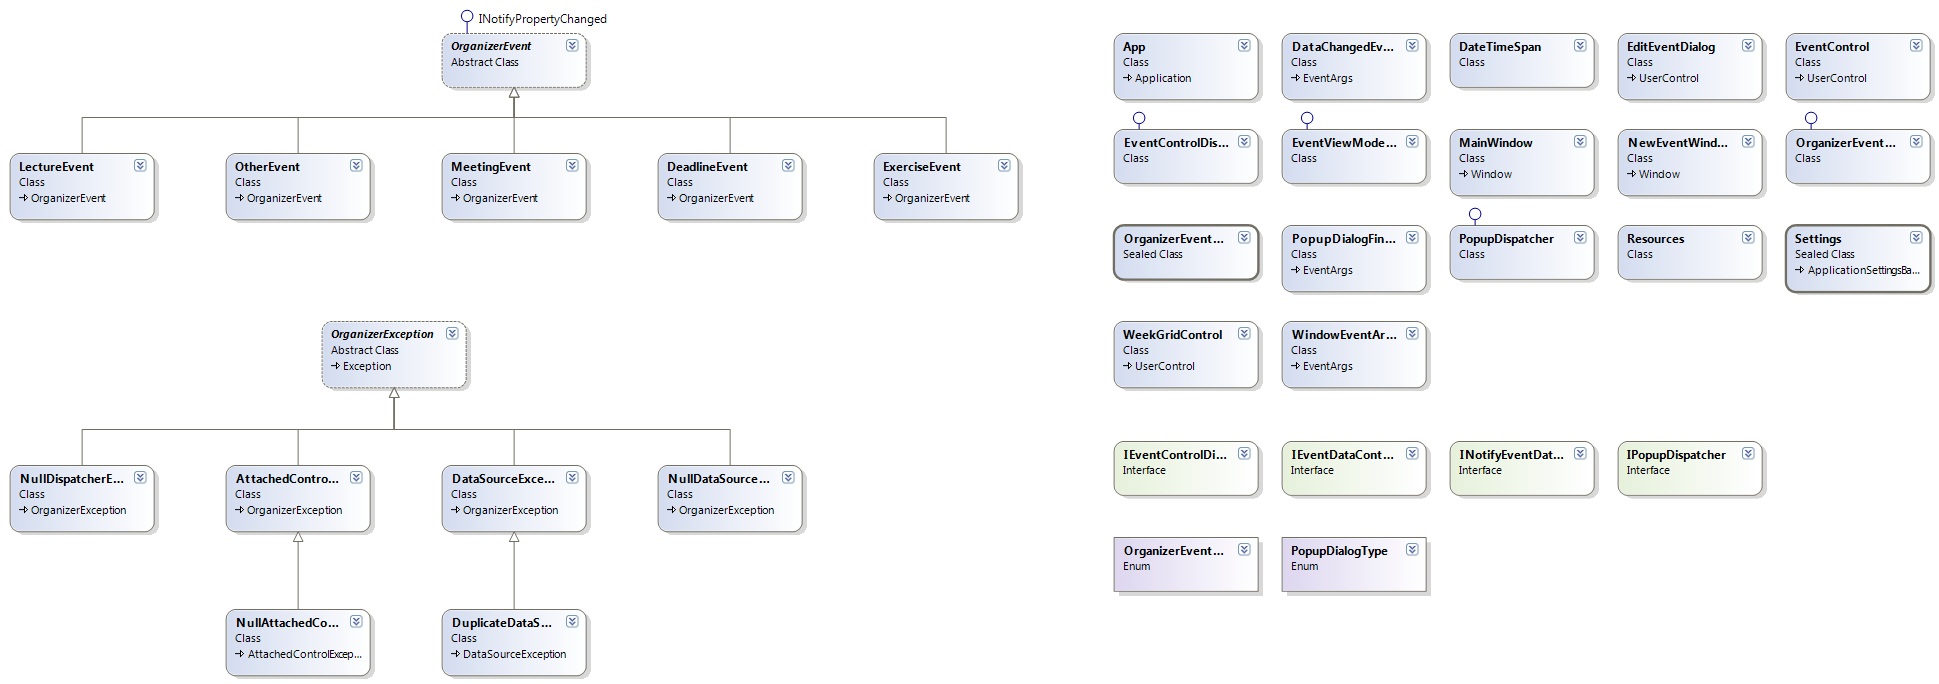 INotifyPropertyChanged
OrganizerEvent
Abstract Class
LectureEvent
Class
OrganizerEvent
OtherEvent
Class
OrganizerEvent
MeetingEvent
Class
OrganizerEvent
DeadlineEvent
Class
OrganizerEvent
ExerciseEvent
Class
OrganizerEvent
OrganizerException
Abstract Class
Exception
NullDispatcherE...
Class
OrganizerException
AttachedContro...
Class
OrganizerException
DataSourceExce...
Class
OrganizerException
NullDataSource...
Class
OrganizerException
NullAttachedCo...
Class
AttachedControlExcep...
DuplicateDataS...
Class
DataSourceException
App
Class
Application
DataChangedEv...
Class
EventArgs
DateTimeSpan
Class
EditEventDialog
Class
UserControl
EventControl
Class
UserControl
EventControlDis...
Class
EventViewMode...
Class
MainWindow
Class
Window
NewEventWind...
Class
Window
OrganizerEvent...
Class
OrganizerEvent...
Sealed Class
PopupDialogFin...
Class
EventArgs
PopupDispatcher
Class
Resources
Class
Settings
Sealed Class
ApplicationSettingsBa...
WeekGridControl
Class
UserControl
WindowEventAr...
Class
EventArgs
IEventControlDi...
Interface
IEventDataCont...
Interface
INotifyEventDat...
Interface
IPopupDispatcher
Interface
OrganizerEvent...
Enum
PopupDialogType
Enum